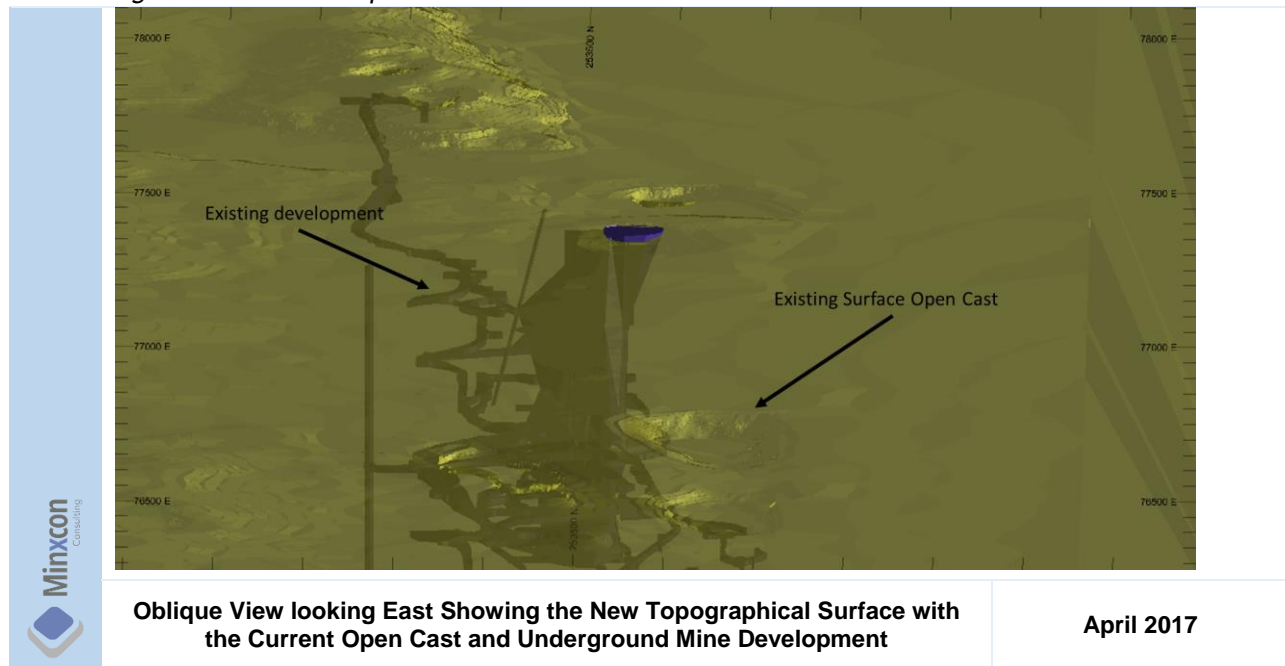 78000 E
253500 N
78000 E
77500 E
77500 E
Existing development
Existing Surface Open Cast
77000 E
77000 E
76500 E
76500 E
Minxcon
Consulting
Oblique View looking East Showing the New Topographical Surface with
the Current Open Cast and Underground Mine Development
April 2017